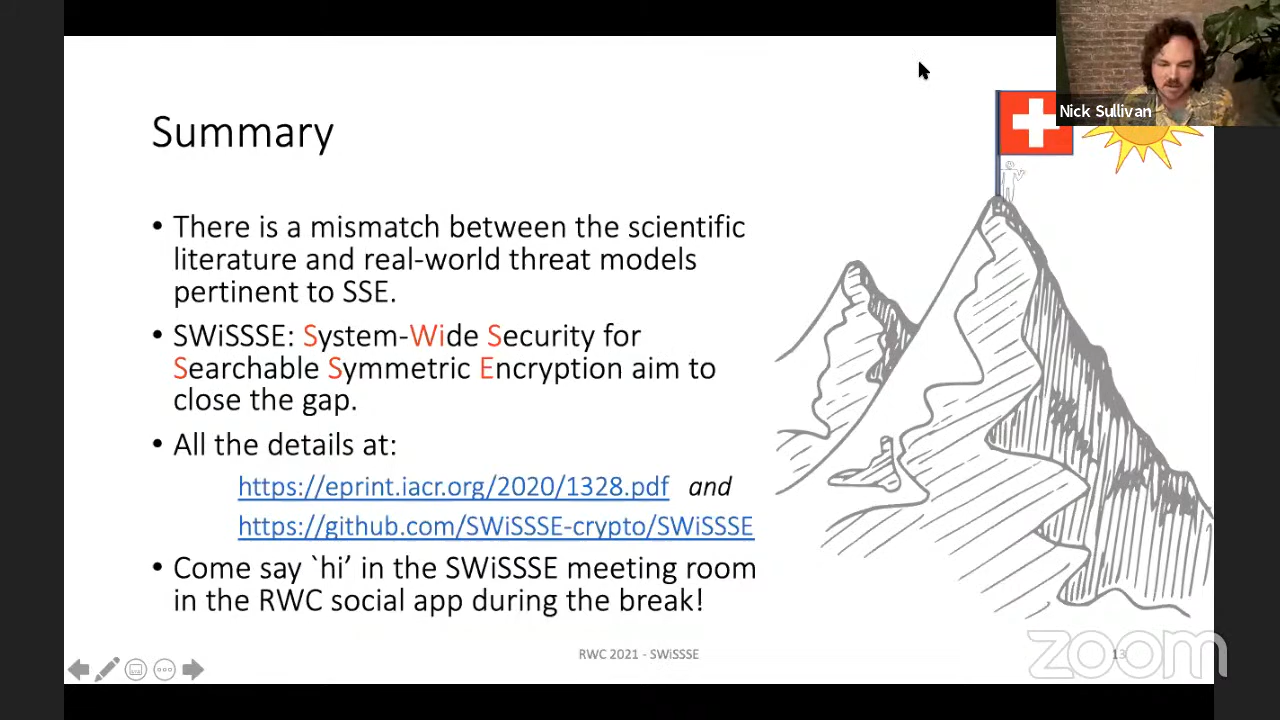 Nick Sullivan
Summary
• There is a mismatch between the scientific
literature and real-world threat models
pertinent to SSE.
• SWiSSSE: System-Wide Security for
Searchable Symmetric Encryption aim to
close the gap.
• All the details at:
https://eprint.iacr.org/2020/1328.pdf and
https://github.com/SWiSSSE-crypto/SWiSSSE
• Come say `hi’ in the SWiSSSE meeting room
in the RWC social app during the break!
RWC 2021 - SWiSSSE
13
zoom